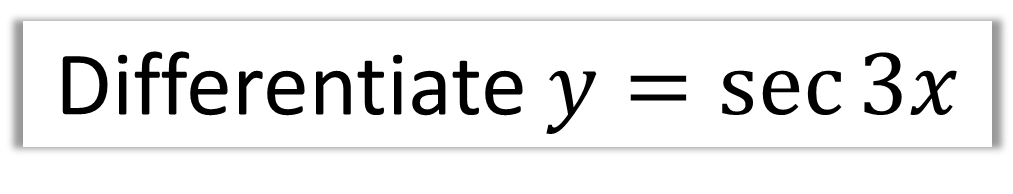 Differentiate 𝑦 = sec 3𝑥